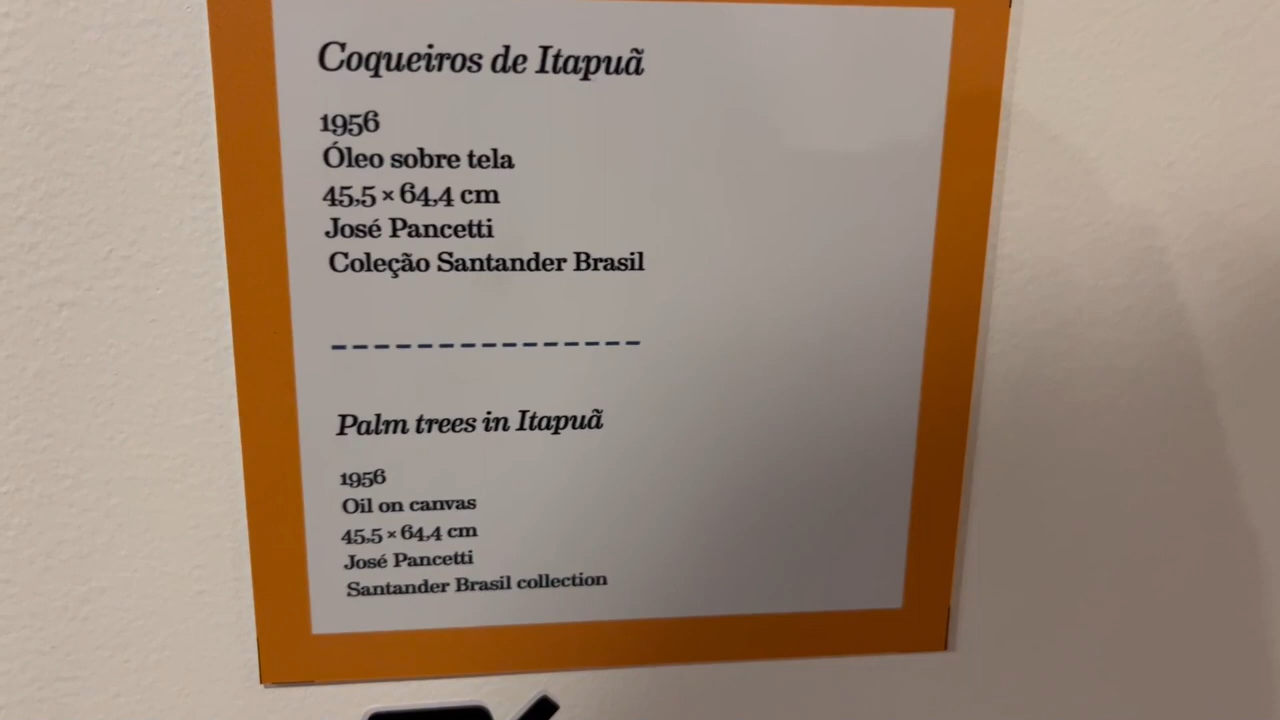 Coqueiros de Itapuã
1956
Óleo sobre tela
45,5 × 64,4 cm
José Pancetti
Coleção Santander Brasil
Palm trees in Itapuã
1956
Oil on canvas
45,5 × 64,4 cm
José Pancetti
Santander Brasil collection